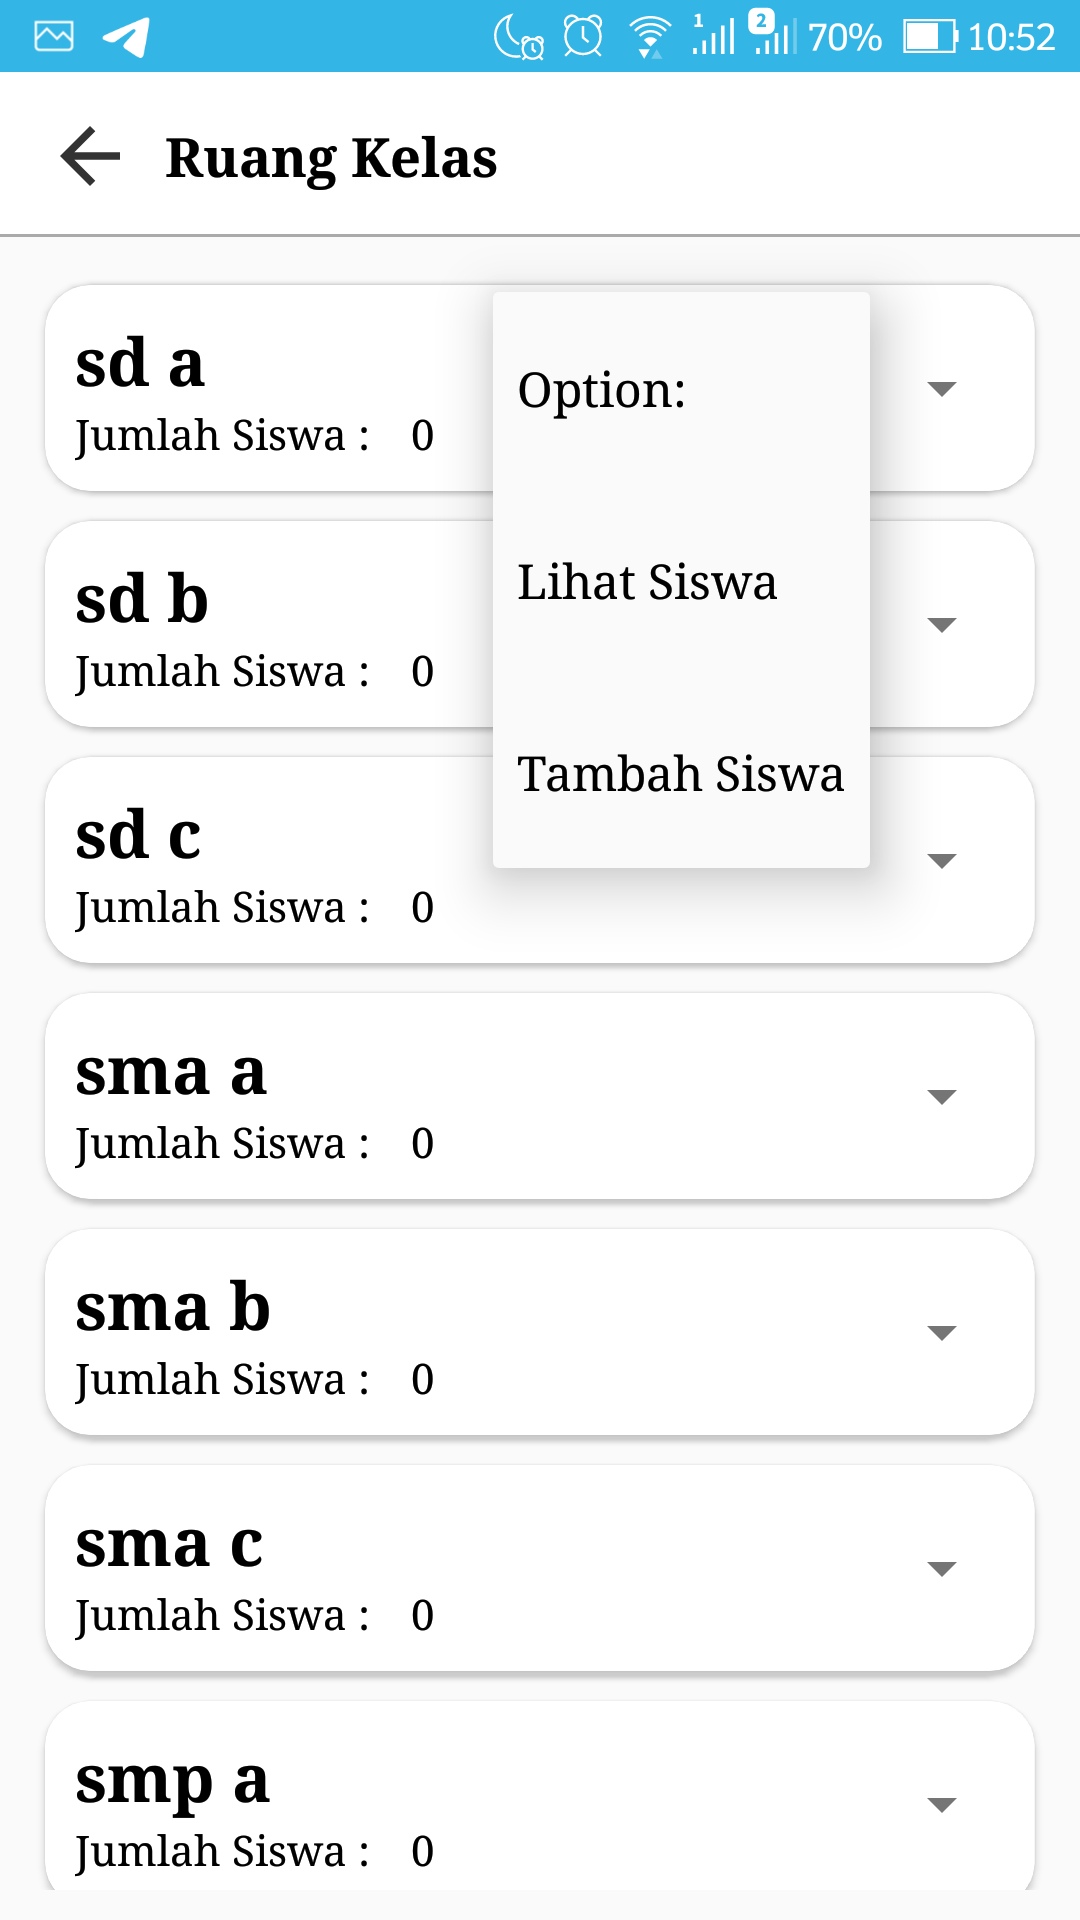 1 2 70% 10:52
Ruang Kelas
sd a
Jumlah Siswa : 0
Option:
Lihat Siswa
Tambah Siswa
sd b
Jumlah Siswa : 0
sd c
Jumlah Siswa : 0
sma a
Jumlah Siswa : 0
sma b
Jumlah Siswa : 0
sma c
Jumlah Siswa : 0
smp a
Jumlah Siswa : 0